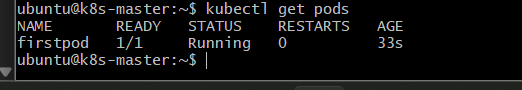 ubuntu@k8s-master:~$ kubectl get pods
NAME       READY   STATUS    RESTARTS   AGE
firstpod   1/1     Running   0          33s
ubuntu@k8s-master:~$